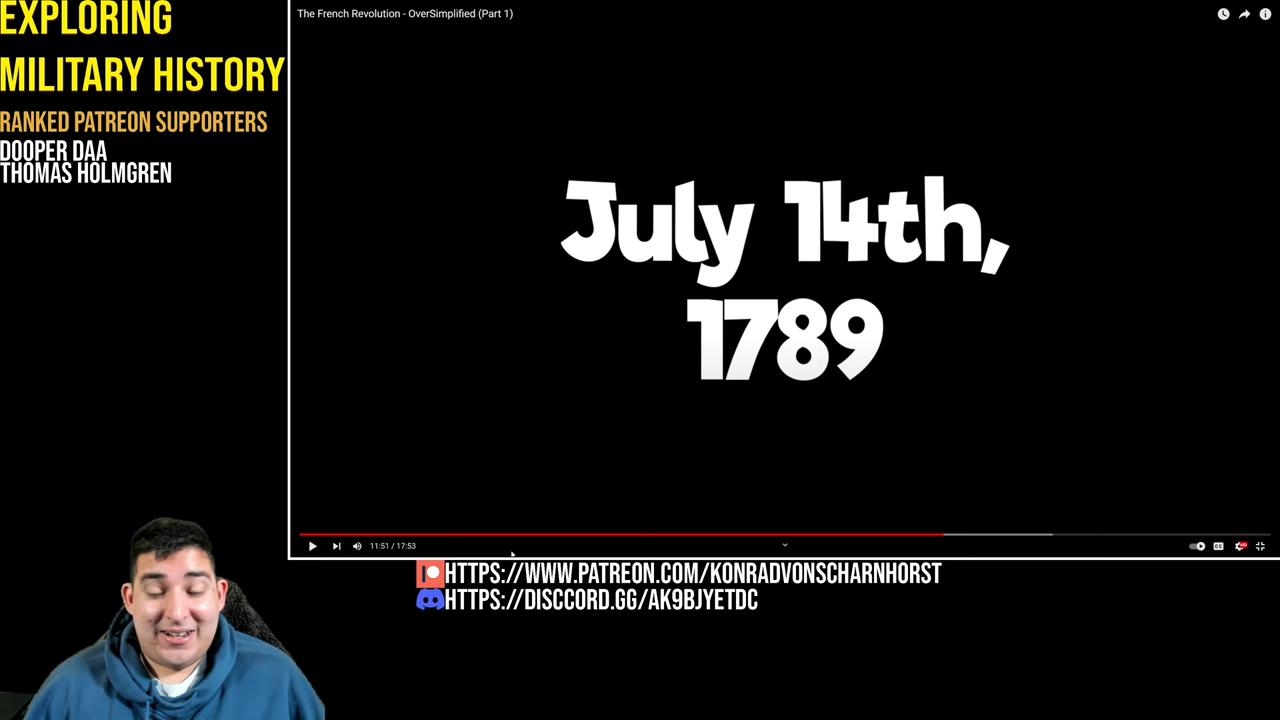 EXPLORING
MILITARY HISTORY
RANKED PATREON SUPPORTERS
DOOPER DAA
THOMAS HOLMGREN
The French Revolution - OverSimplified (Part 1)
July 14th,
1789
11:51 / 17:53
CC
HTTPS://WWW.PATREON.COM/KONRADVONSCHARNHORST
HTTPS://DISCCORD.GG/AK9BJYETDC